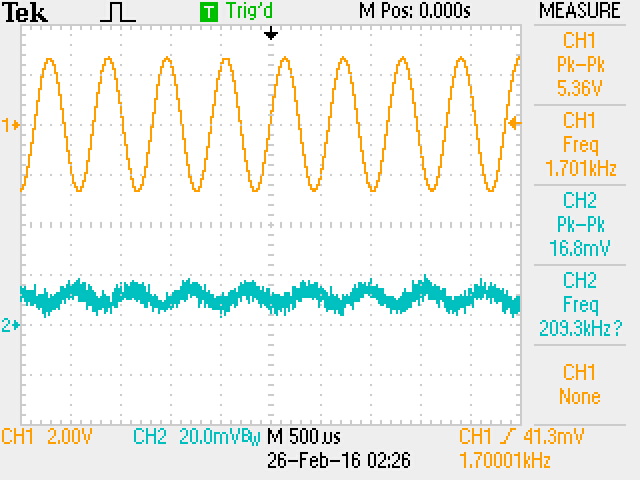 Tek T Trig'd M Pos: 0.000s MEASURE
CH1
Pk-Pk
5.36V
CH1
Freq
1.701kHz
CH2
Pk-Pk
16.8mV
CH2
Freq
209.3kHz?
CH1
None
1
2
CH1 2.00V CH2 20.0mVBw M 500µs CH1 / 41.3mV
26-Feb-16 02:26 1.70001kHz